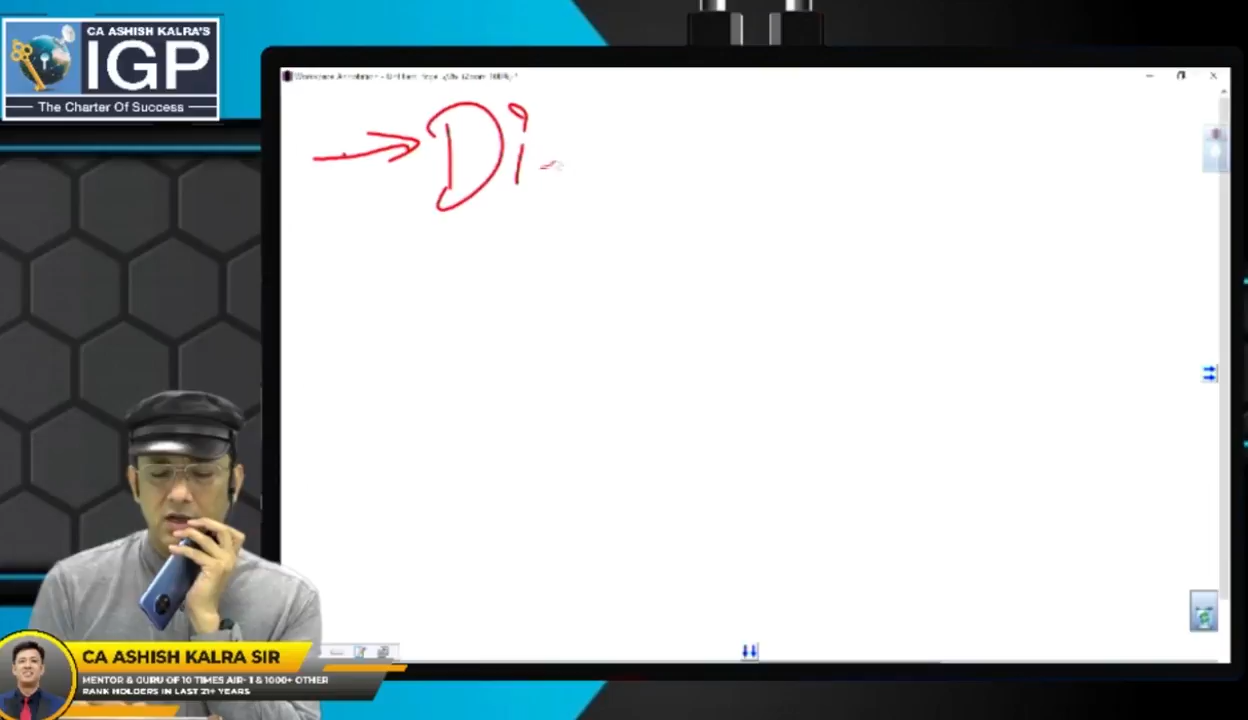 CA ASHISH KALRA'S
IGP
The Charter Of Success
→ Di
CA ASHISH KALRA SIR
MENTOR & GURU OF 10 TIMES AIR- 1 & 1000+ OTHER
RANK HOLDERS IN LAST 21+ YEARS